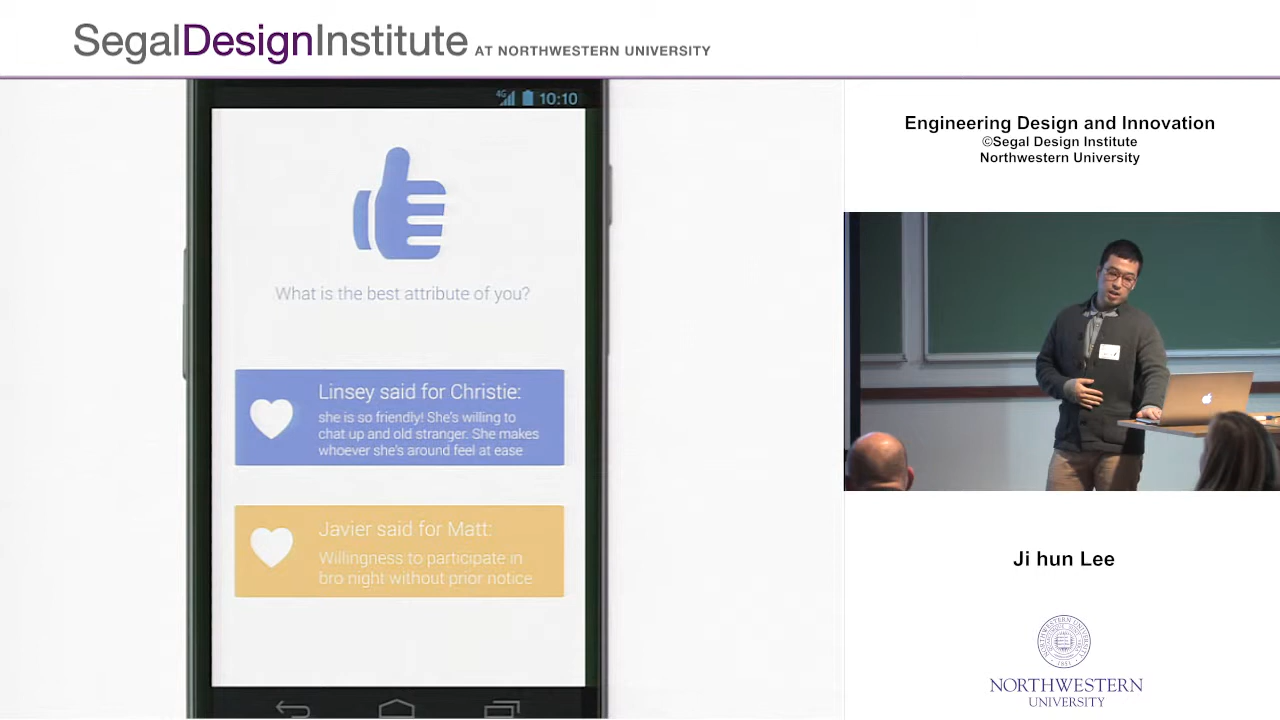 SegalDesignInstitute AT NORTHWESTERN UNIVERSITY
4G 10:10
What is the best attribute of you?
Linsey said for Christie:
she is so friendly! She's willing to
chat up and old stranger. She makes
whoever she's around feel at ease
Javier said for Matt:
Willingness to participate in
bro night without prior notice
Engineering Design and Innovation
©Segal Design Institute
Northwestern University
Ji hun Lee
NORTHWESTERN
UNIVERSITY